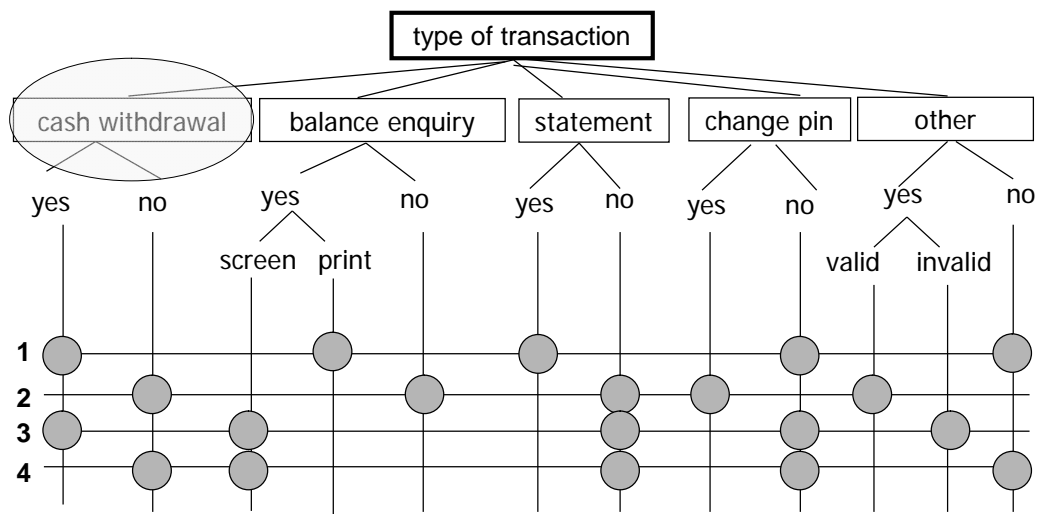 type of transaction
cash withdrawal balance enquiry statement change pin other
yes no yes no yes no yes no yes no
screen print valid invalid
1
2
3
4